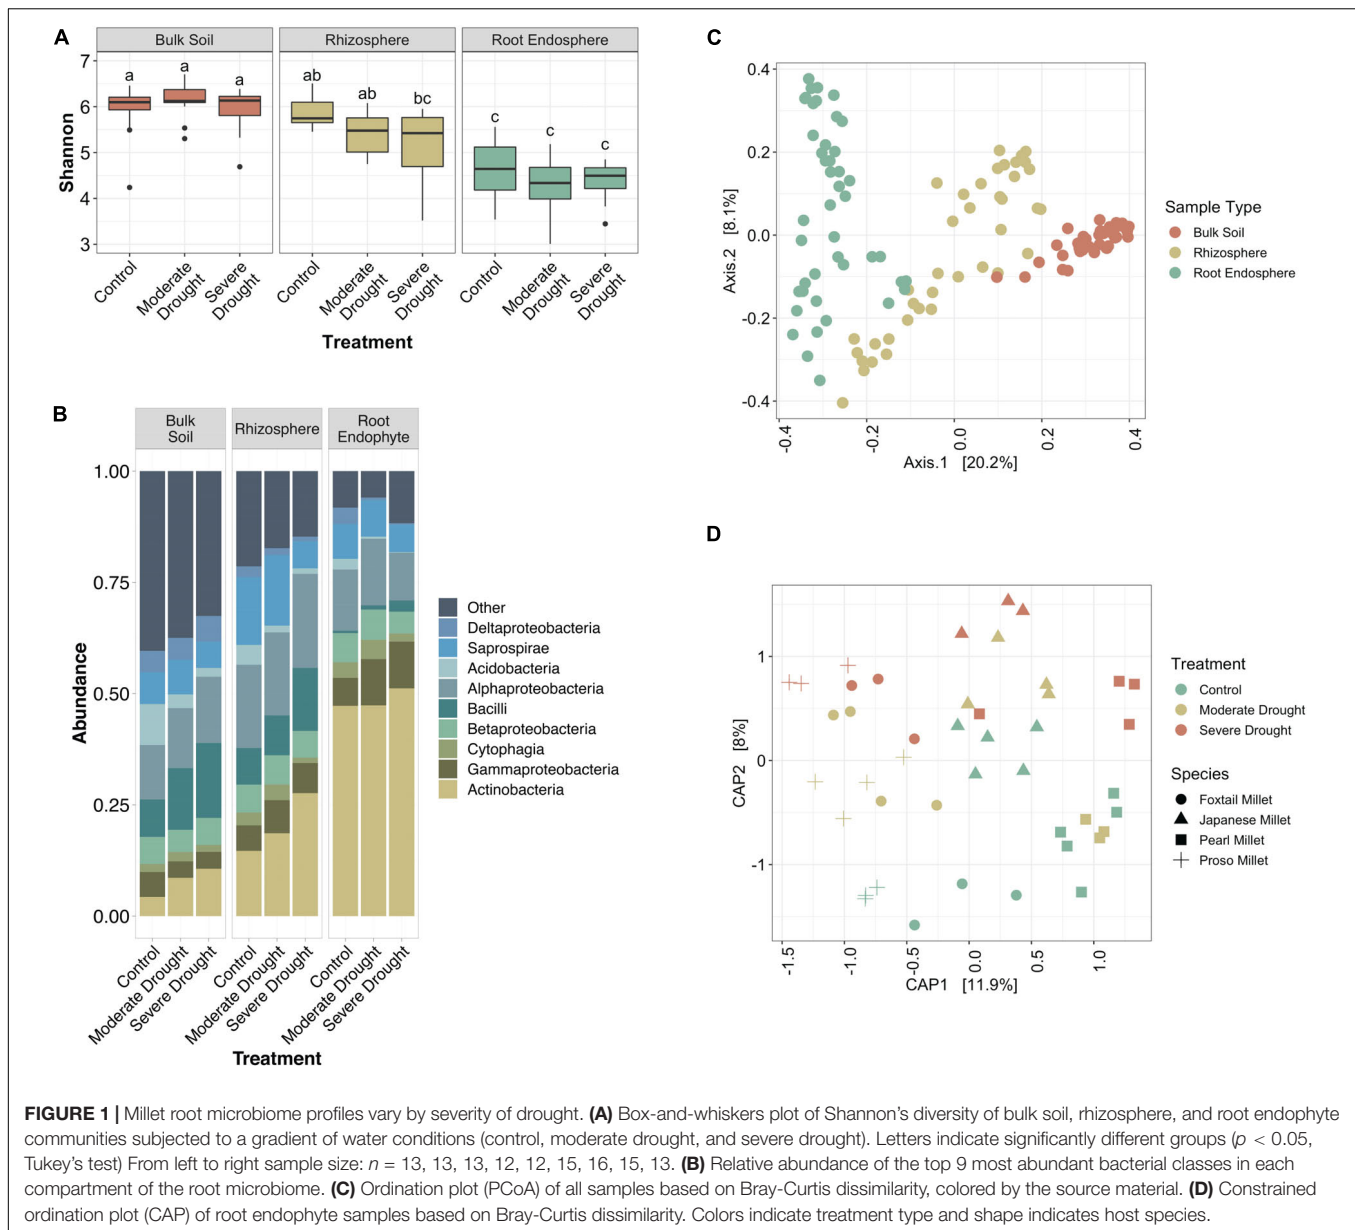 A
Bulk Soil
Rhizosphere
Root Endosphere
7
6
5
4
3
Shannon
a
a
a
ab
ab
bc
c
c
c
Control
Moderate
Drought
Severe
Drought
Control
Moderate
Drought
Severe
Drought
Control
Moderate
Drought
Severe
Drought
Treatment
B
Bulk
Soil
Rhizosphere
Root
Endophyte
1.00
0.75
0.50
0.25
0.00
Abundance
Control
Moderate Drought
Severe Drought
Control
Moderate Drought
Severe Drought
Control
Moderate Drought
Severe Drought
Treatment
Other
Deltaproteobacteria
Saprospirae
Acidobacteria
Alphaproteobacteria
Bacilli
Betaproteobacteria
Cytophagia
Gammaproteobacteria
Actinobacteria
C
0.4
0.2
0.0
-0.2
-0.4
Axis.2 [8.1%]
-0.4
-0.2
0.0
0.2
0.4
Axis.1 [20.2%]
Sample Type
Bulk Soil
Rhizosphere
Root Endosphere
D
1
0
-1
CAP2 [8%]
-1.5
-1.0
-0.5
0.0
0.5
1.0
CAP1 [11.9%]
Treatment
Control
Moderate Drought
Severe Drought
Species
Foxtail Millet
Japanese Millet
Pearl Millet
Proso Millet
FIGURE 1 | Millet root microbiome profiles vary by severity of drought. (A) Box-and-whiskers plot of Shannon's diversity of bulk soil, rhizosphere, and root endophyte
communities subjected to a gradient of water conditions (control, moderate drought, and severe drought). Letters indicate significantly different groups (p < 0.05,
Tukey's test) From left to right sample size: n = 13, 13, 13, 12, 12, 15, 16, 15, 13. (B) Relative abundance of the top 9 most abundant bacterial classes in each
compartment of the root microbiome. (C) Ordination plot (PCoA) of all samples based on Bray-Curtis dissimilarity, colored by the source material. (D) Constrained
ordination plot (CAP) of root endophyte samples based on Bray-Curtis dissimilarity. Colors indicate treatment type and shape indicates host species.